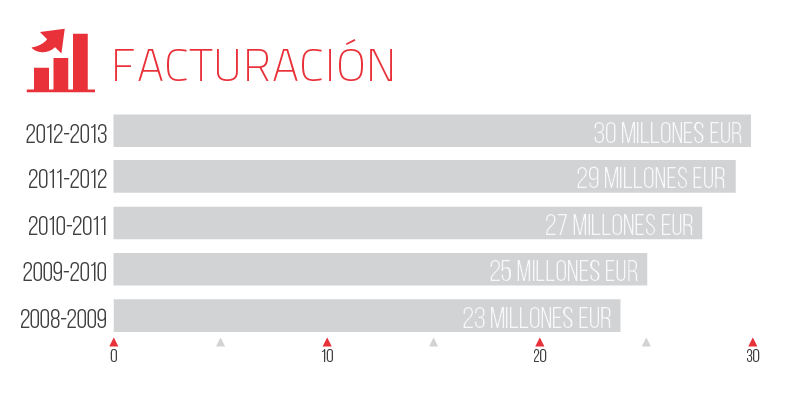 FACTURACIÓN
2012-2013 30 MILLONES EUR
2011-2012 29 MILLONES EUR
2010-2011 27 MILLONES EUR
2009-2010 25 MILLONES EUR
2008-2009 23 MILLONES EUR
0 10 20 30